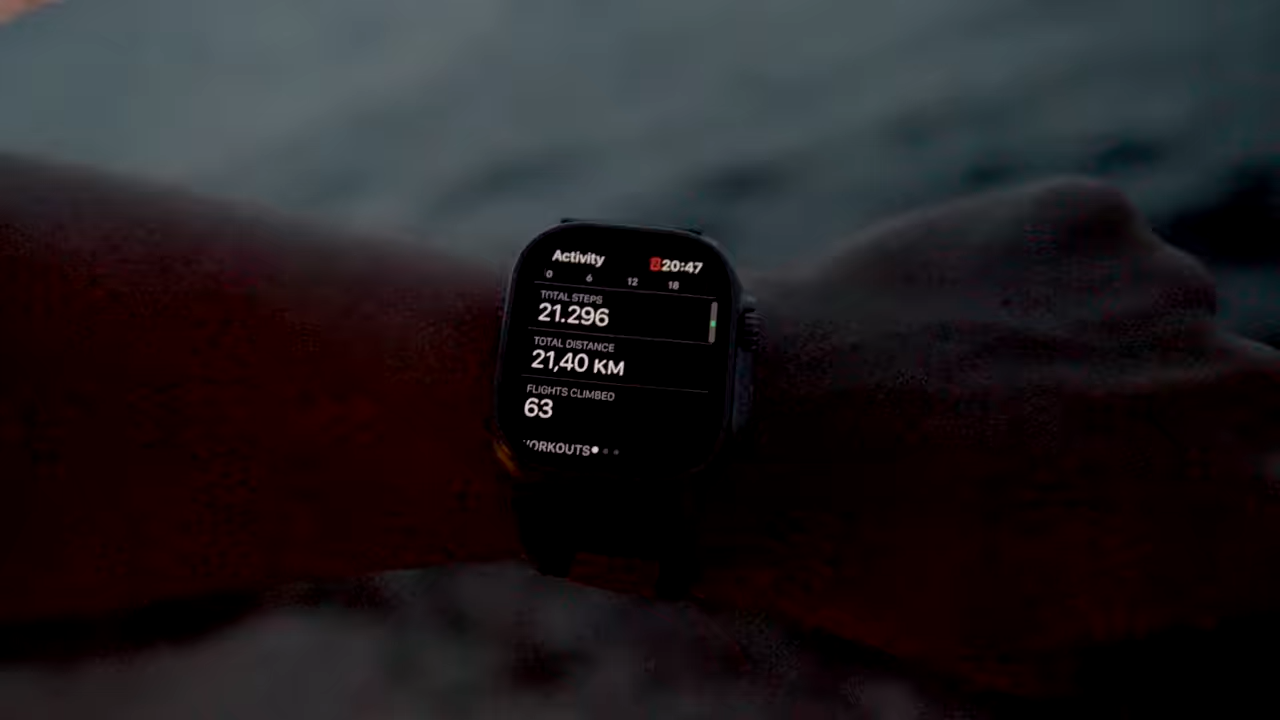 Activity 20:47
0 6 12 18
TOTAL STEPS
21.296
TOTAL DISTANCE
21,40 KM
FLIGHTS CLIMBED
63
WORKOUTS